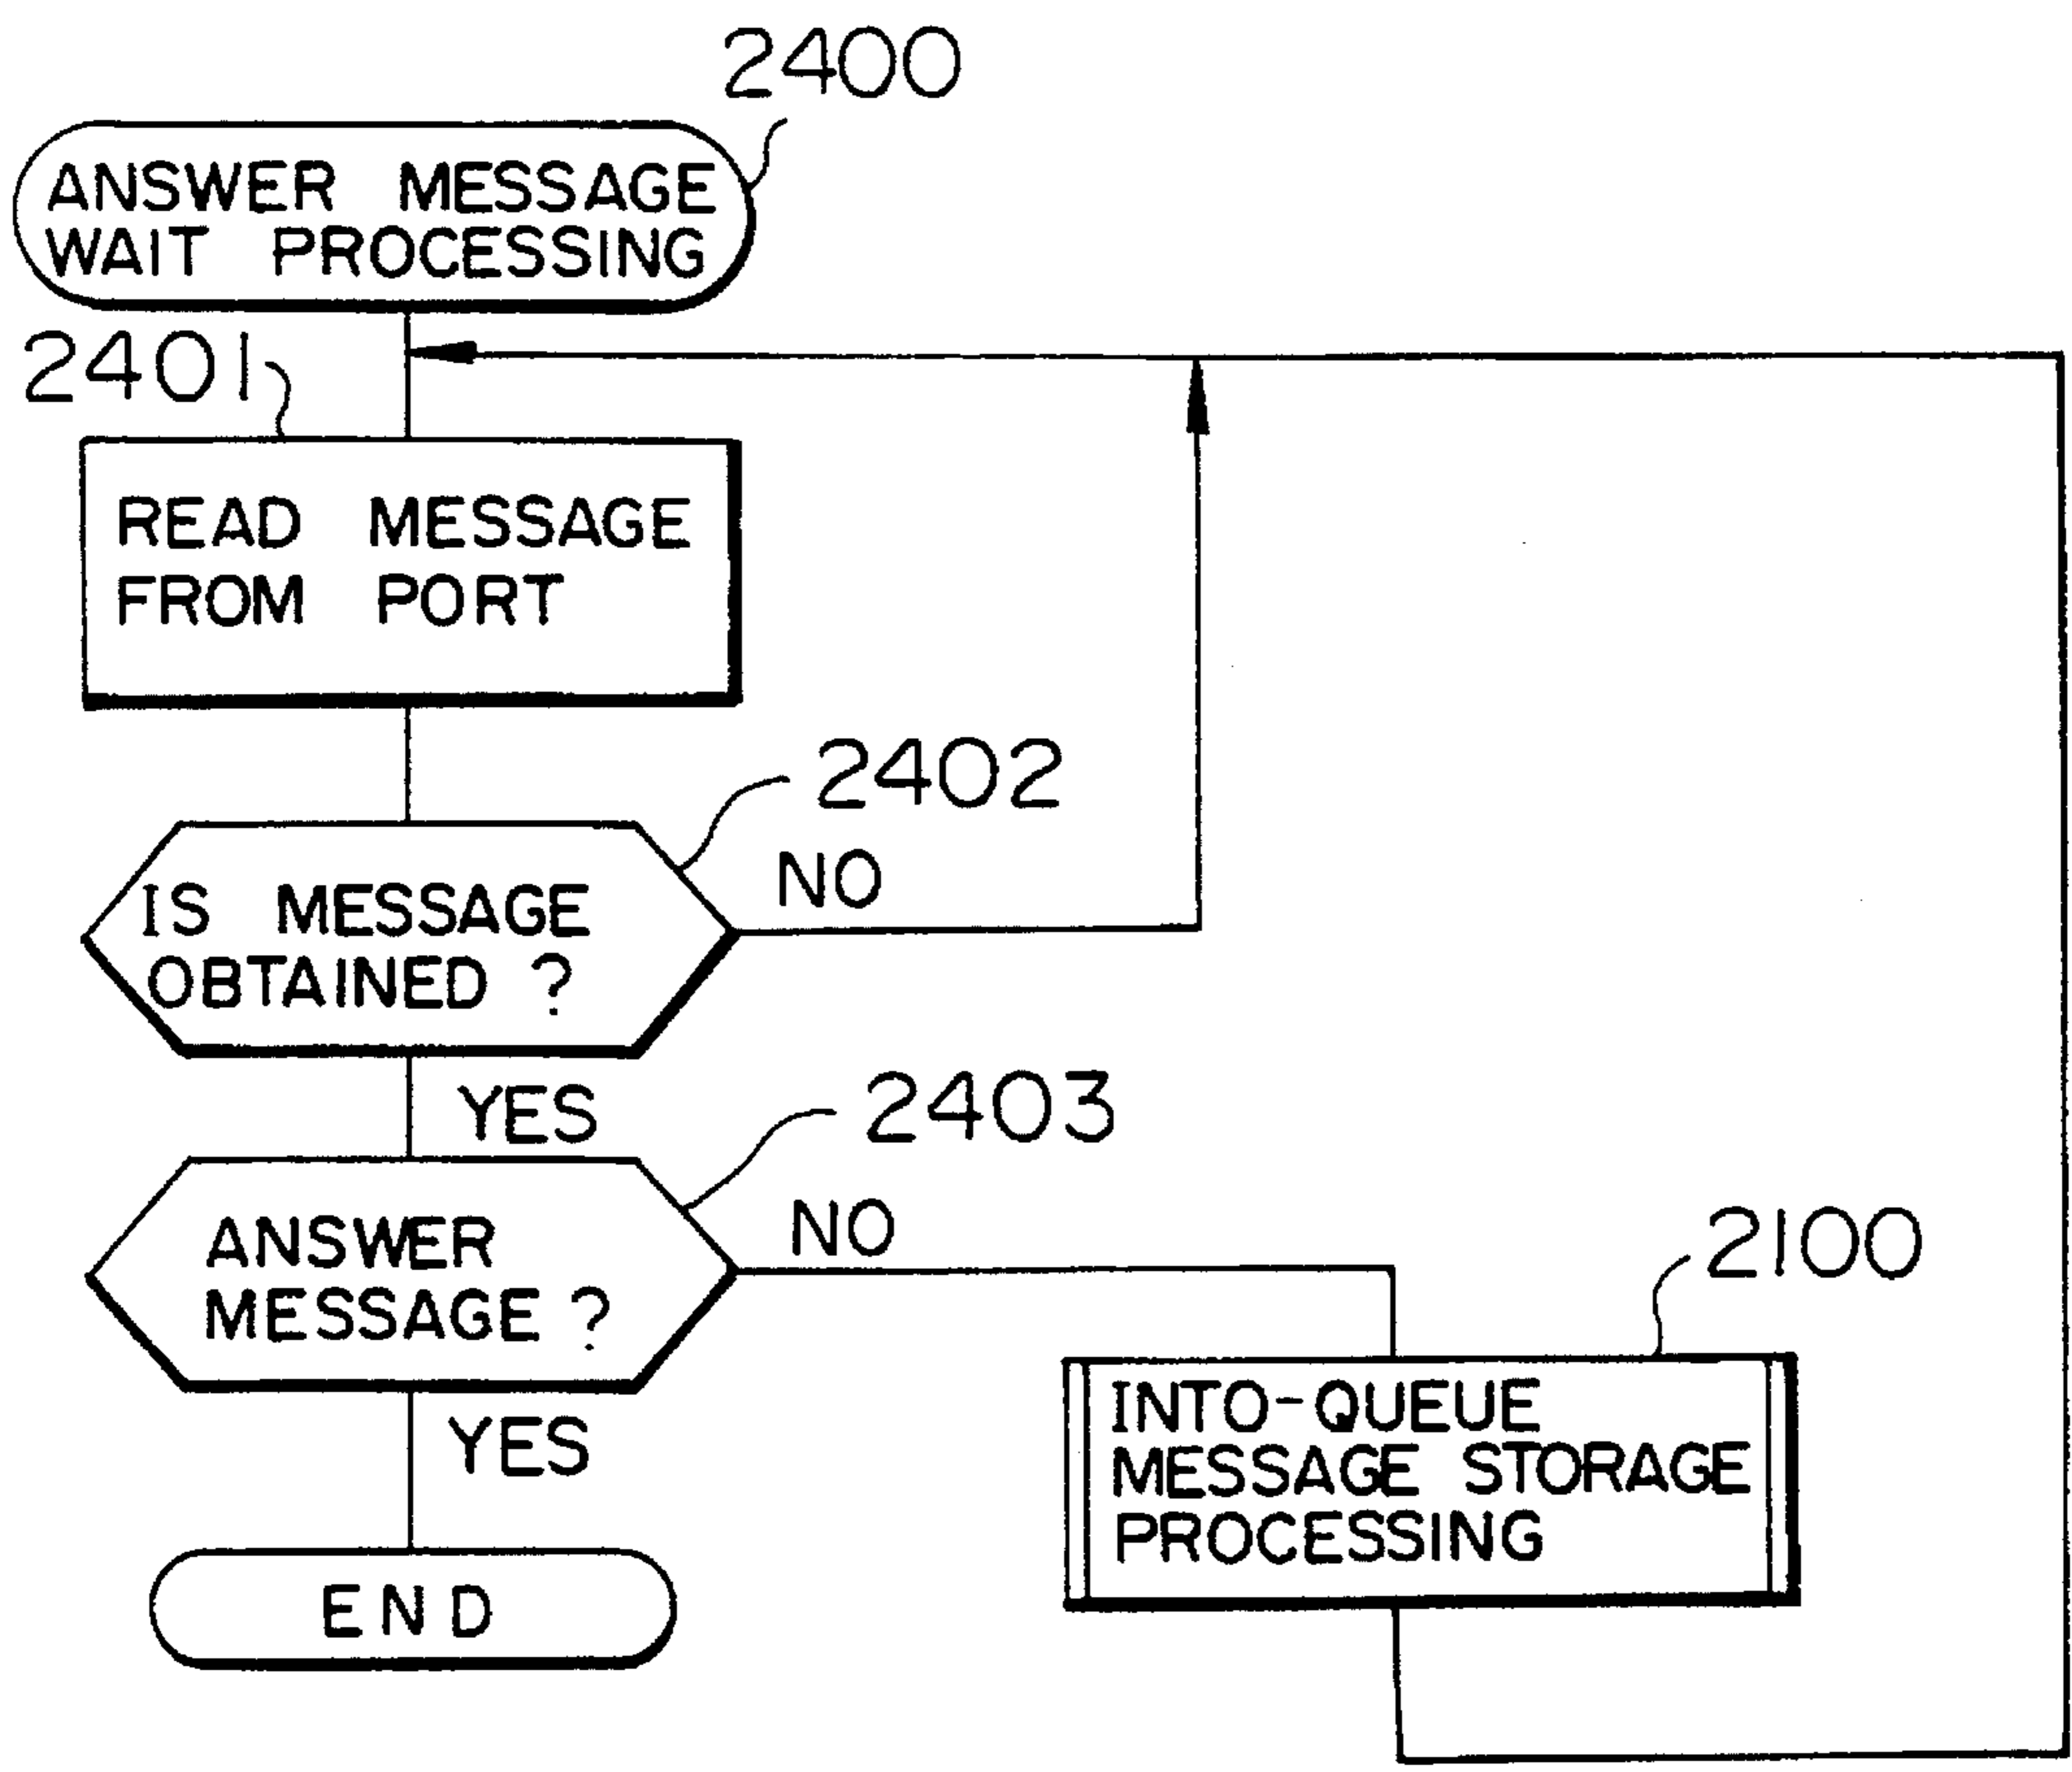 2400
ANSWER MESSAGE
WAIT PROCESSING
2401
READ MESSAGE
FROM PORT
2402
NO
IS MESSAGE
OBTAINED ?
YES
2403
NO
ANSWER
MESSAGE ?
YES
2100
INTO-QUEUE
MESSAGE STORAGE
PROCESSING
END